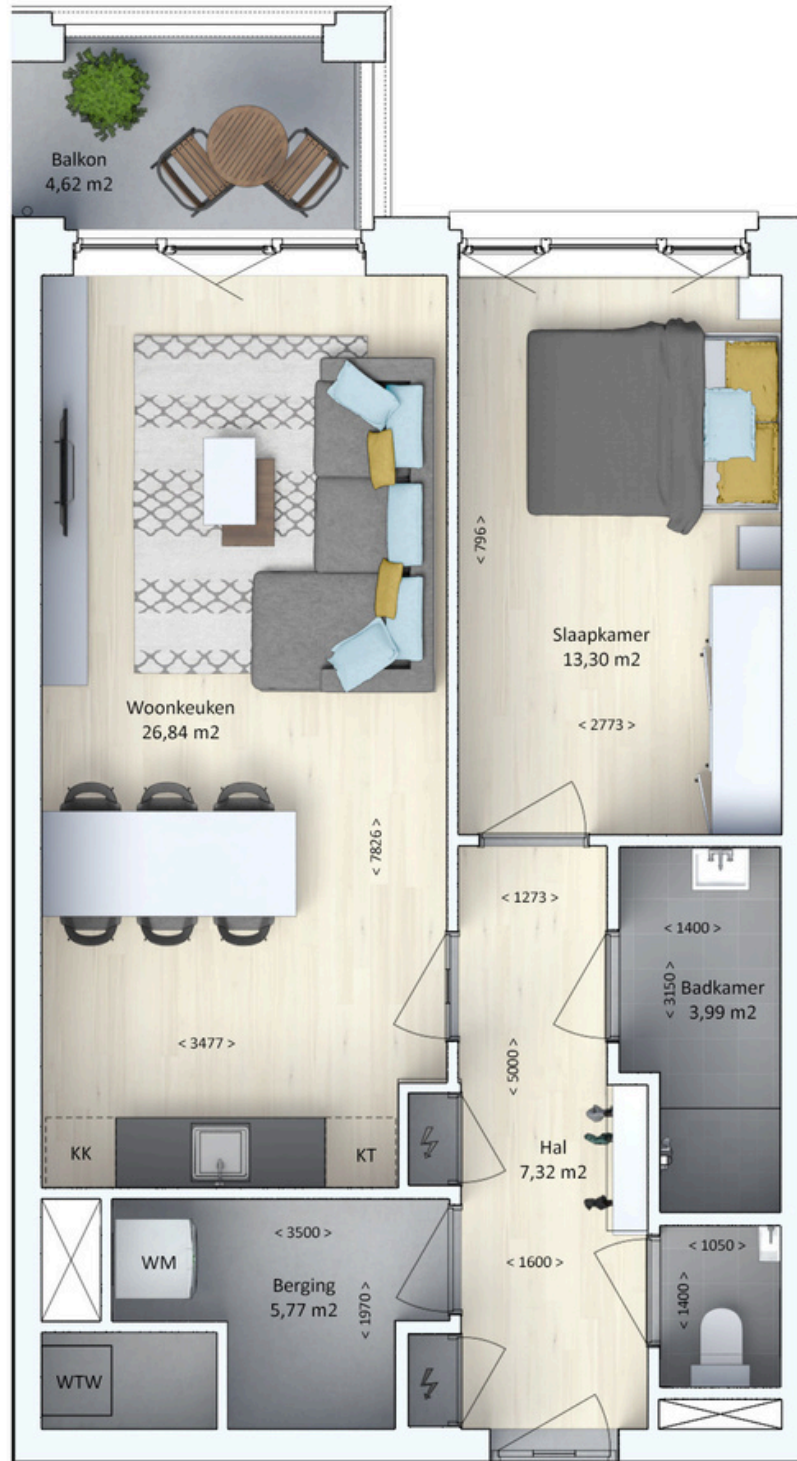 Balkon
4,62 m2
< 796 >
Slaapkamer
13,30 m2
< 2773 >
Woonkeuken
26,84 m2
< 7826 >
< 1273 >
< 1400 >
< 3150 >
Badkamer
3,99 m2
< 3477 >
< 5000 >
KK
KT
Hal
7,32 m2
WM
< 3500 >
Berging
5,77 m2
< 1970 >
< 1600 >
< 1050 >
< 1400 >
WTW